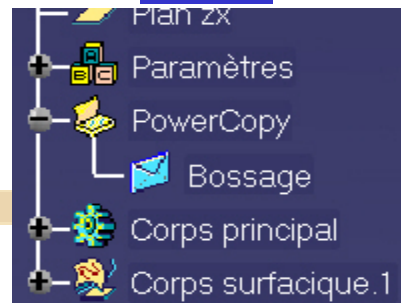 Plan zx
Paramètres
PowerCopy
Bossage
Corps principal
Corps surfacique.1